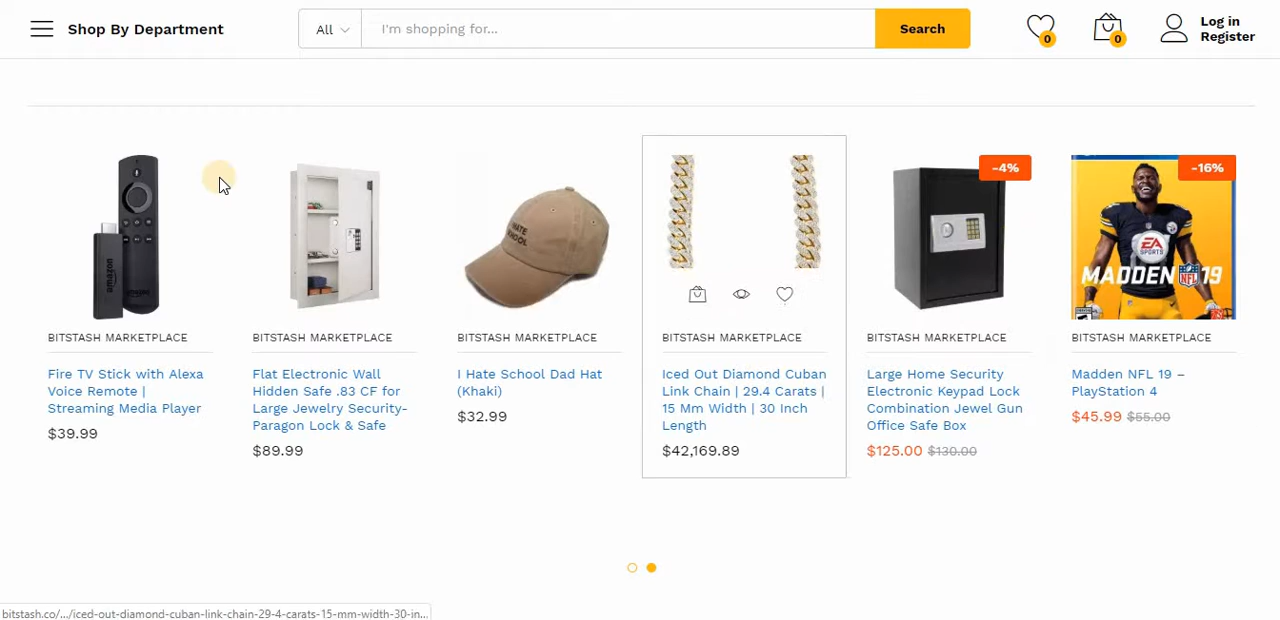 Shop By Department
All
I'm shopping for...
Search
0
0
Log in
Register
amazon
I HATE
SCHOOL
-4%
-16%
EA
SPORTS
NFL
MADDEN 19
BITSTASH MARKETPLACE
Fire TV Stick with Alexa
Voice Remote |
Streaming Media Player
$39.99
BITSTASH MARKETPLACE
Flat Electronic Wall
Hidden Safe .83 CF for
Large Jewelry Security-
Paragon Lock & Safe
$89.99
BITSTASH MARKETPLACE
I Hate School Dad Hat
(Khaki)
$32.99
BITSTASH MARKETPLACE
Iced Out Diamond Cuban
Link Chain | 29.4 Carats |
15 Mm Width | 30 Inch
Length
$42,169.89
BITSTASH MARKETPLACE
Large Home Security
Electronic Keypad Lock
Combination Jewel Gun
Office Safe Box
$125.00 $130.00
BITSTASH MARKETPLACE
Madden NFL 19 –
PlayStation 4
$45.99 $55.00
bitstash.co/.../iced-out-diamond-cuban-link-chain-29-4-carats-15-mm-width-30-in...